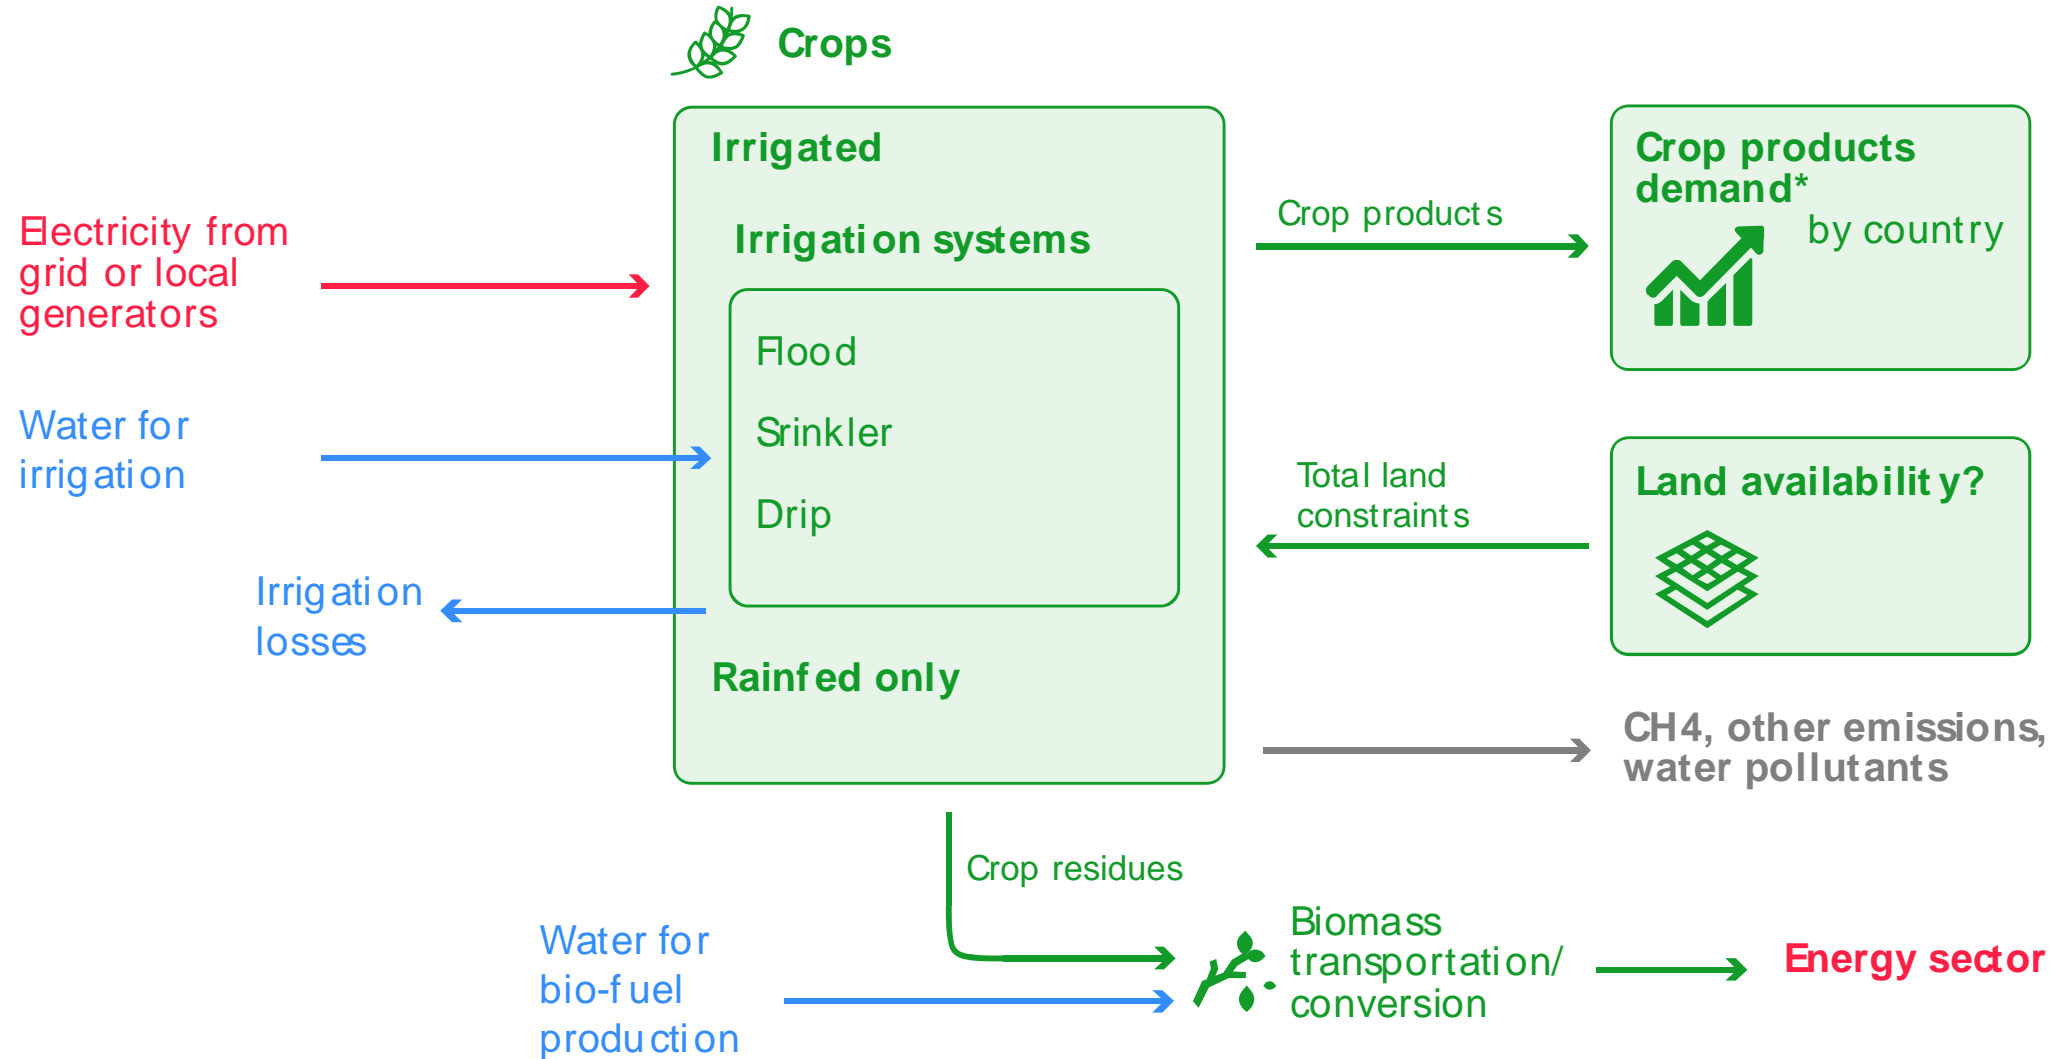 Crops
Irrigated
Irrigation systems
Flood
Srinkler
Drip
Rainfed only
Electricity from
grid or local
generators
Water for
irrigation
Irrigation
losses
Crop products
Crop products
demand*
by country
Total land
constraints
Land availability?
CH4, other emissions,
water pollutants
Crop residues
Water for
bio-fuel
production
Biomass
transportation/
conversion
Energy sector